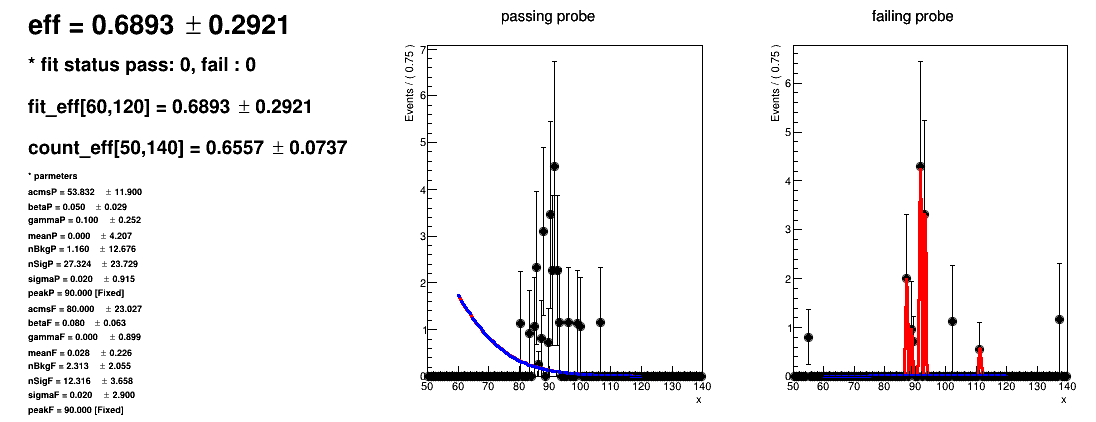 eff = 0.6893 ± 0.2921
* fit status pass: 0, fail : 0
fit_eff[60,120] = 0.6893 ± 0.2921
count_eff[50,140] = 0.6557 ± 0.0737
* parmeters
acmsP = 53.832 ± 11.900
betaP = 0.050 ± 0.029
gammaP = 0.100 ± 0.252
meanP = 0.000 ± 4.207
nBkgP = 1.160 ± 12.676
nSigP = 27.324 ± 23.729
sigmaP = 0.020 ± 0.915
peakP = 90.000 [Fixed]
acmsF = 80.000 ± 23.027
betaF = 0.080 ± 0.063
gammaF = 0.000 ± 0.899
meanF = 0.028 ± 0.226
nBkgF = 2.313 ± 2.055
nSigF = 12.316 ± 3.658
sigmaF = 0.020 ± 2.900
peakF = 90.000 [Fixed]
passing probe
Events / ( 0.75 )
7
6
5
4
3
2
1
0
50 60 70 80 90 100 110 120 130 140
x
failing probe
Events / ( 0.75 )
6
5
4
3
2
1
0
50 60 70 80 90 100 110 120 130 140
x